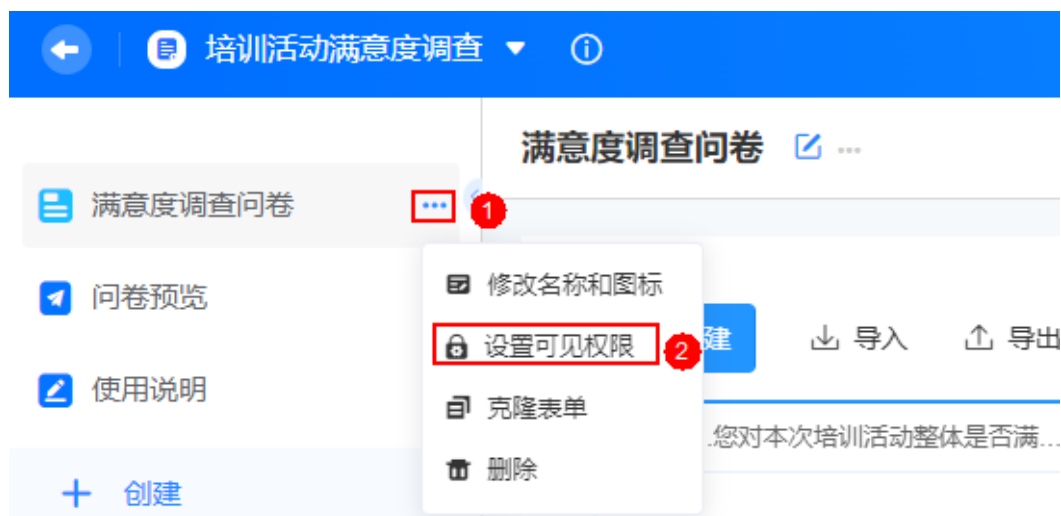 培训活动满意度调查
满意度调查问卷
满意度调查问卷
...
1
问卷预览
使用说明
创建
修改名称和图标
设置可见权限
2
克隆表单
删除
建
导入
导出
.您对本次培训活动整体是否满...